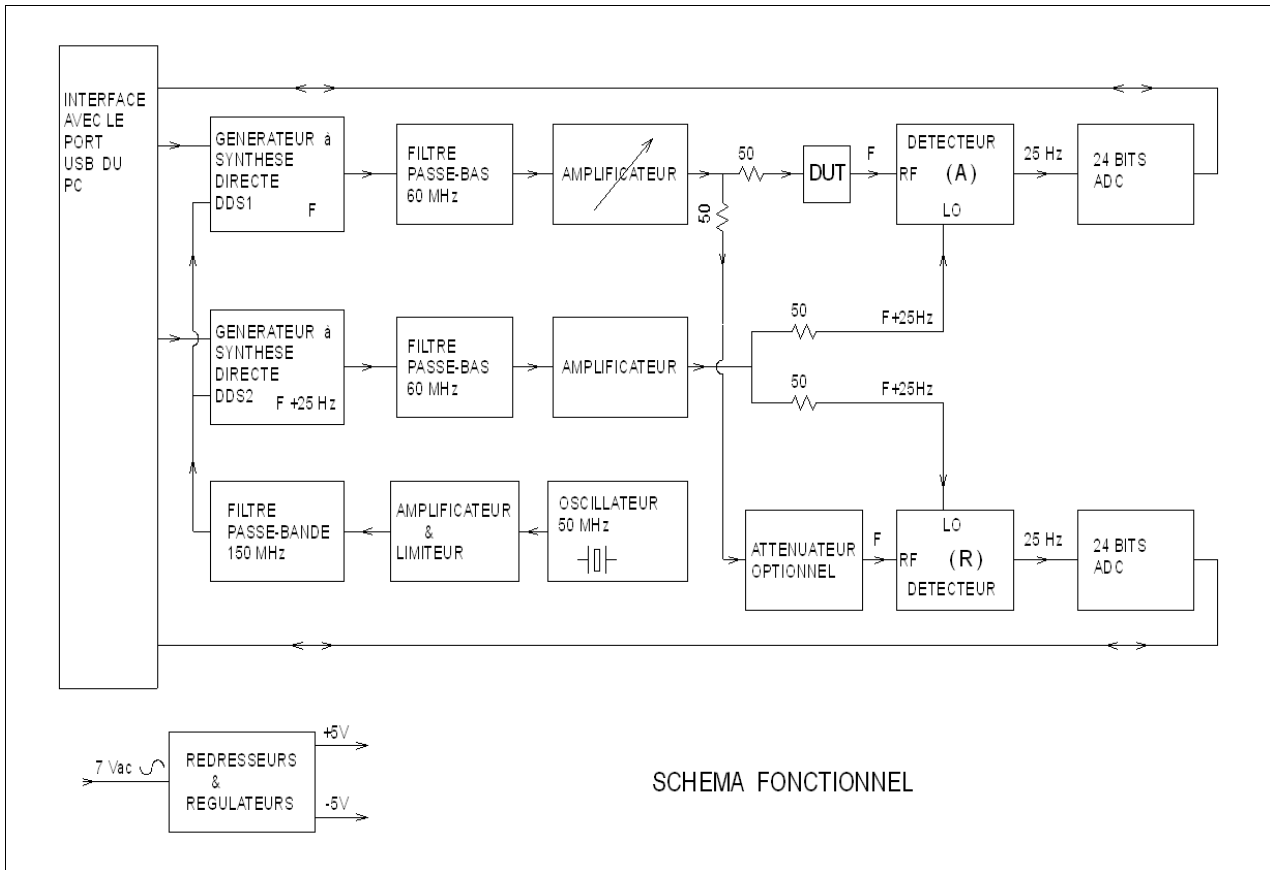 INTERFACE
AVEC LE
PORT
USB DU
PC
GENERATEUR à
SYNTHESE
DIRECTE
DDS1
F
FILTRE
PASSE-BAS
60 MHz
AMPLIFICATEUR
50
50
DUT
F
DETECTEUR
RF (A)
LO
25 Hz
24 BITS
ADC
GENERATEUR à
SYNTHESE
DIRECTE
DDS2
F +25 Hz
FILTRE
PASSE-BAS
60 MHz
AMPLIFICATEUR
50
F+25Hz
50
F+25Hz
FILTRE
PASSE-BANDE
150 MHz
AMPLIFICATEUR
&
LIMITEUR
OSCILLATEUR
50 MHz
ATTENUATEUR
OPTIONNEL
F
LO
RF (R)
DETECTEUR
25 Hz
24 BITS
ADC
7 Vac
REDRESSEURS
&
REGULATEURS
+5V
-5V
SCHEMA FONCTIONNEL